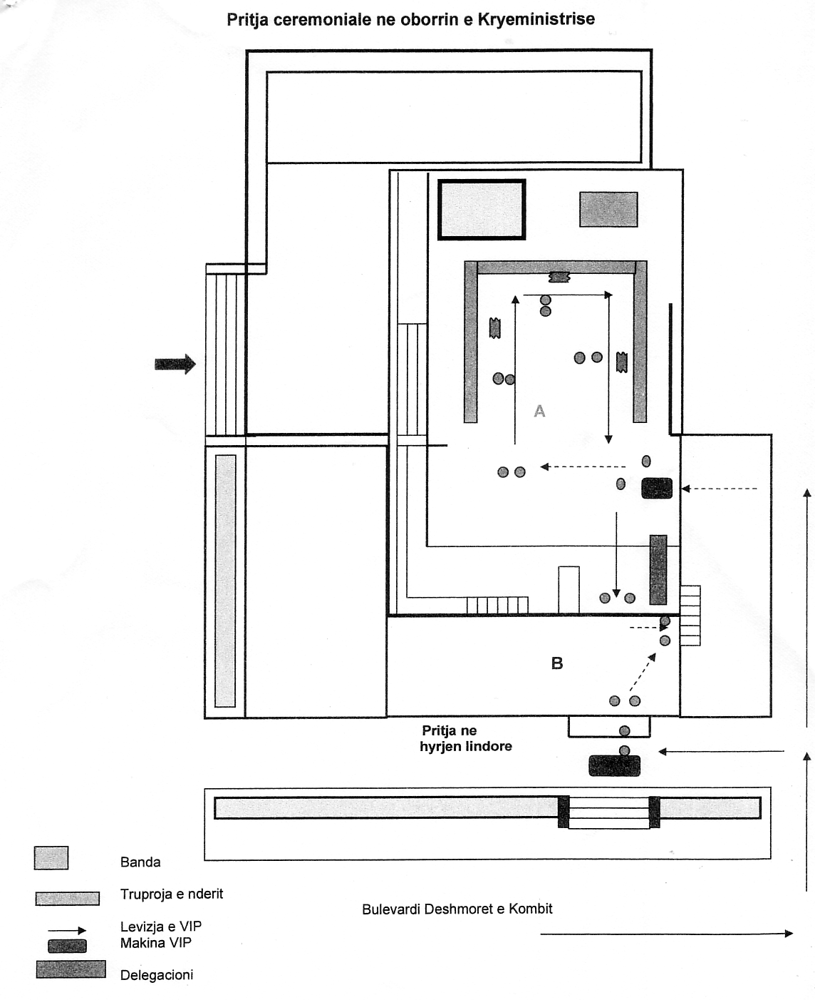 Pritja ceremoniale ne oborrin e Kryeministrise
A
B
Pritja ne
hyrjen lindore
Banda
Truproja e nderit
Levizja e VIP
Makina VIP
Delegacioni
Bulevardi Deshmoret e Kombit